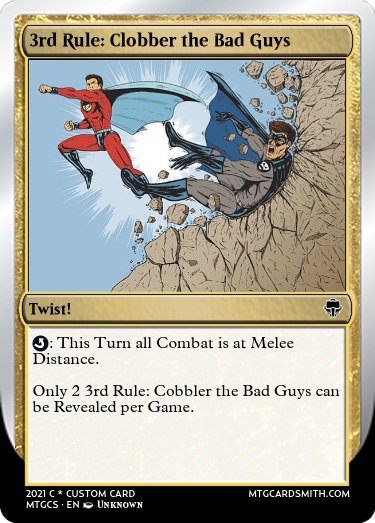 3rd Rule: Clobber the Bad Guys
Twist!
5: This Turn all Combat is at Melee
Distance.
Only 2 3rd Rule: Cobbler the Bad Guys can
be Revealed per Game.
2021 C * CUSTOM CARD
MTGCS · EN Unknown
MTGCARDSMITH.COM